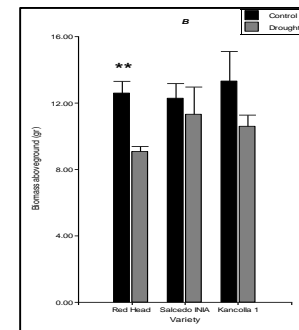 B
Control
Drought
16.00
**
12.00
8.00
4.00
0.00
Biomass aboveground (gr)
Red Head Salcedo INIA Kancolla 1
Variety